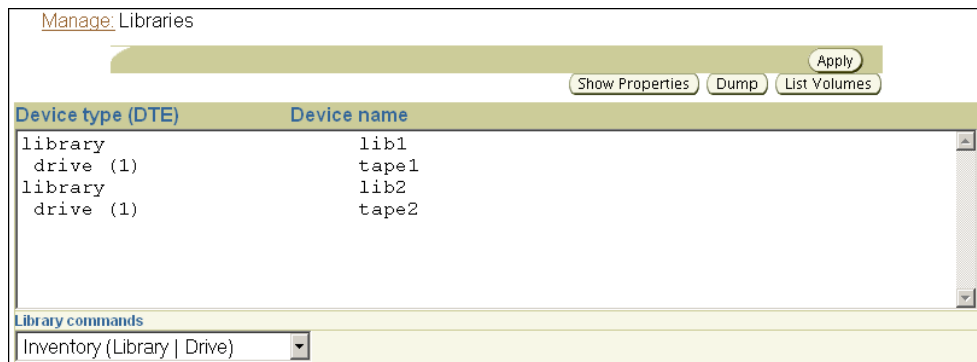 Manage: Libraries
Apply
Show Properties Dump List Volumes
Device type (DTE) Device name
library lib1
drive (1) tape1
library lib2
drive (1) tape2
Library commands
Inventory (Library | Drive)